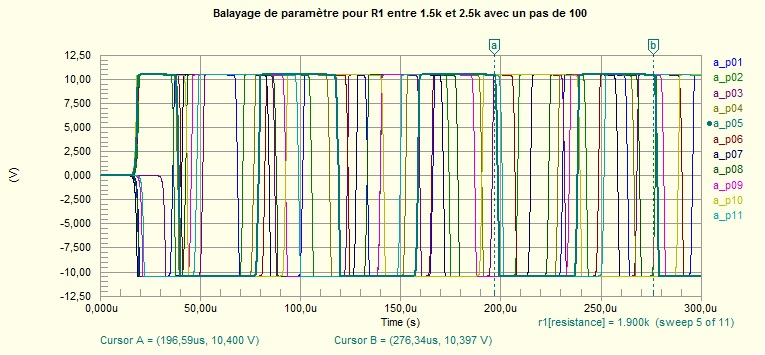 Balayage de paramètre pour R1 entre 1.5k et 2.5k avec un pas de 100
a
b
12,50
10,00
7,500
5,000
2,500
0,000
-2,500
-5,000
-7,500
-10,00
-12,50
(V)
a_p01
a_p02
a_p03
a_p04
a_p05
a_p06
a_p07
a_p08
a_p09
a_p10
a_p11
0,000u 50,00u 100,0u 150,0u 200,0u 250,0u 300,0u
Time (s)
r1[resistance] = 1.900k (sweep 5 of 11)
Cursor A = (196,59us, 10,400 V) Cursor B = (276,34us, 10,397 V)